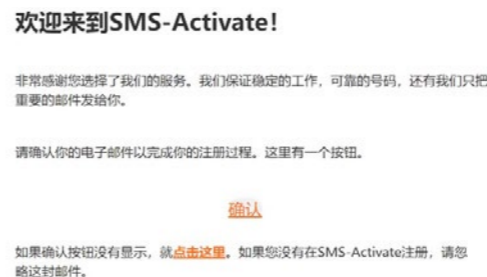 欢迎来到SMS-Activate！
非常感谢您选择了我们的服务。我们保证稳定的工作，可靠的号码，还有我们只把
重要的邮件发给你。
请确认你的电子邮件以完成你的注册过程。这里有一个按钮。
确认
如果确认按钮没有显示，就点击这里。如果您没有在SMS-Activate注册，请忽
略这封邮件。